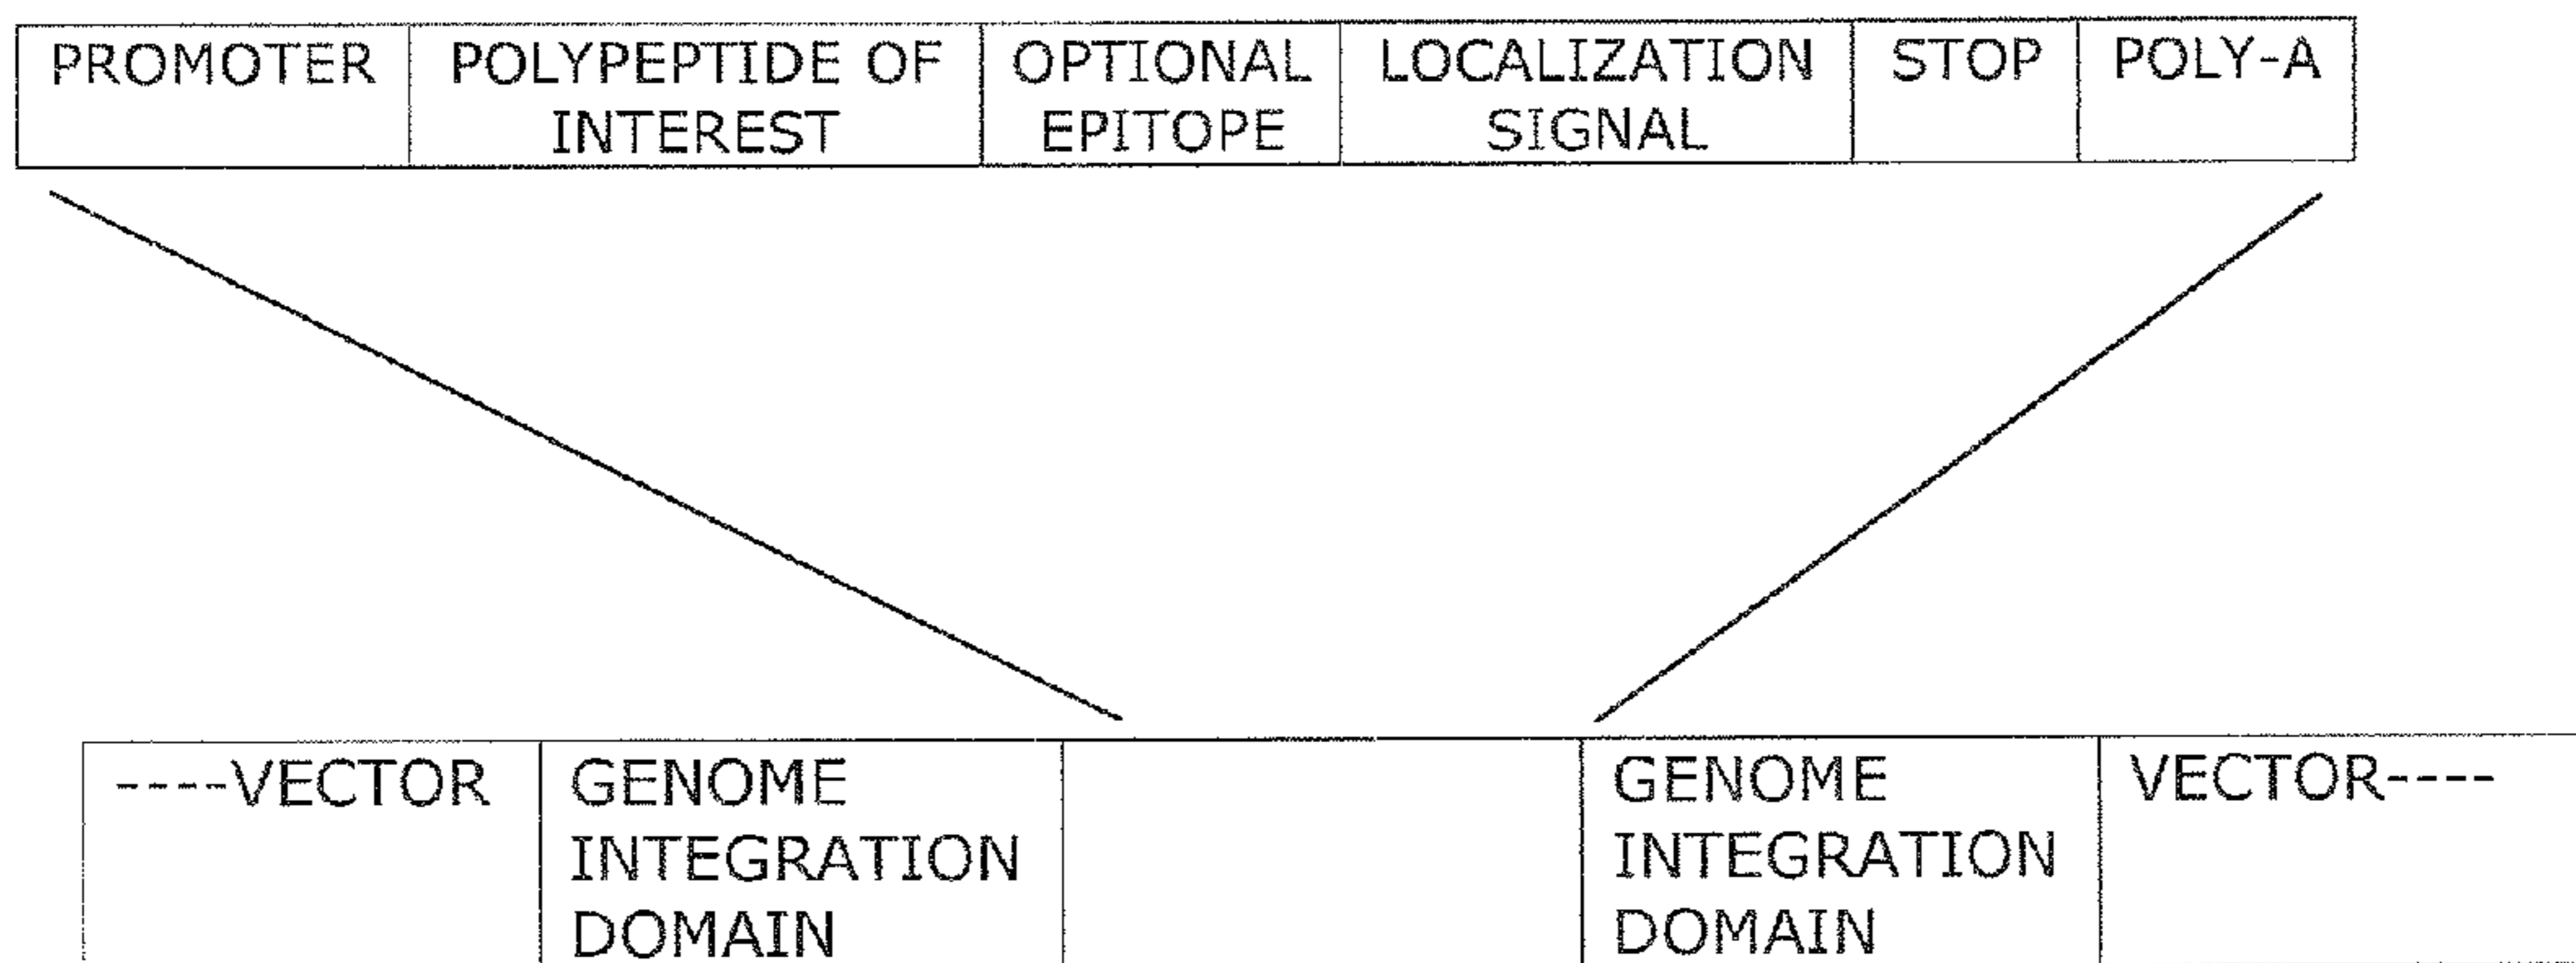 PROMOTER
POLYPEPTIDE OF
INTEREST
OPTIONAL
EPITOPE
LOCALIZATION
SIGNAL
STOP
POLY-A
----VECTOR
GENOME
INTEGRATION
DOMAIN
GENOME
INTEGRATION
DOMAIN
VECTOR----